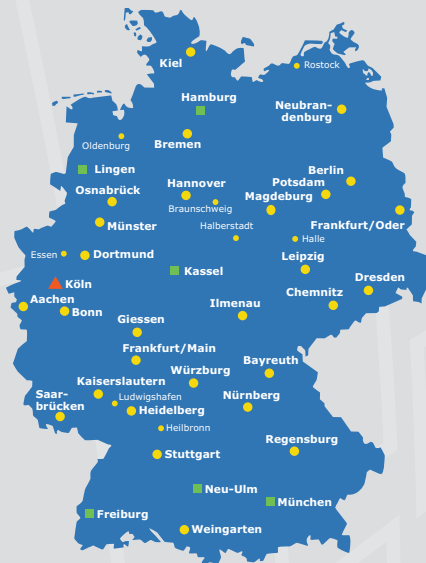 Kiel
Rostock
Hamburg
Neubran-
denburg
Oldenburg
Bremen
Lingen
Berlin
Osnabrück
Hannover
Potsdam
Magdeburg
Braunschweig
Münster
Halberstadt
Frankfurt/Oder
Halle
Essen
Dortmund
Leipzig
Kassel
Dresden
Köln
Chemnitz
Aachen
Ilmenau
Bonn
Giessen
Frankfurt/Main
Bayreuth
Würzburg
Kaiserslautern
Saar-
brücken
Ludwigshafen
Nürnberg
Heidelberg
Heilbronn
Regensburg
Stuttgart
Neu-Ulm
München
Freiburg
Weingarten